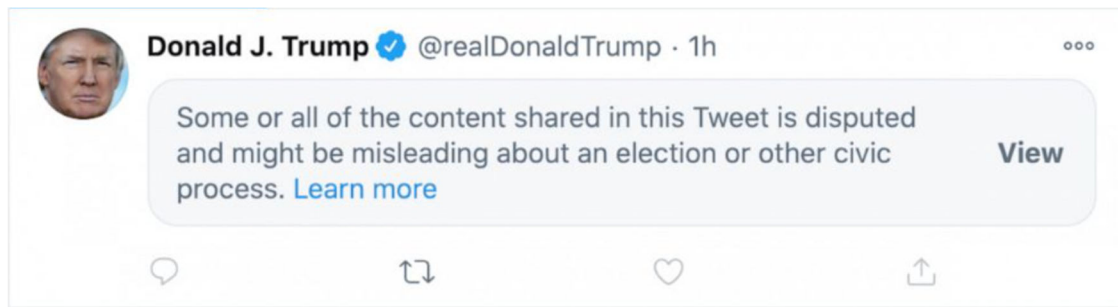 Donald J. Trump @realDonaldTrump · 1h
Some or all of the content shared in this Tweet is disputed
and might be misleading about an election or other civic View
process. Learn more